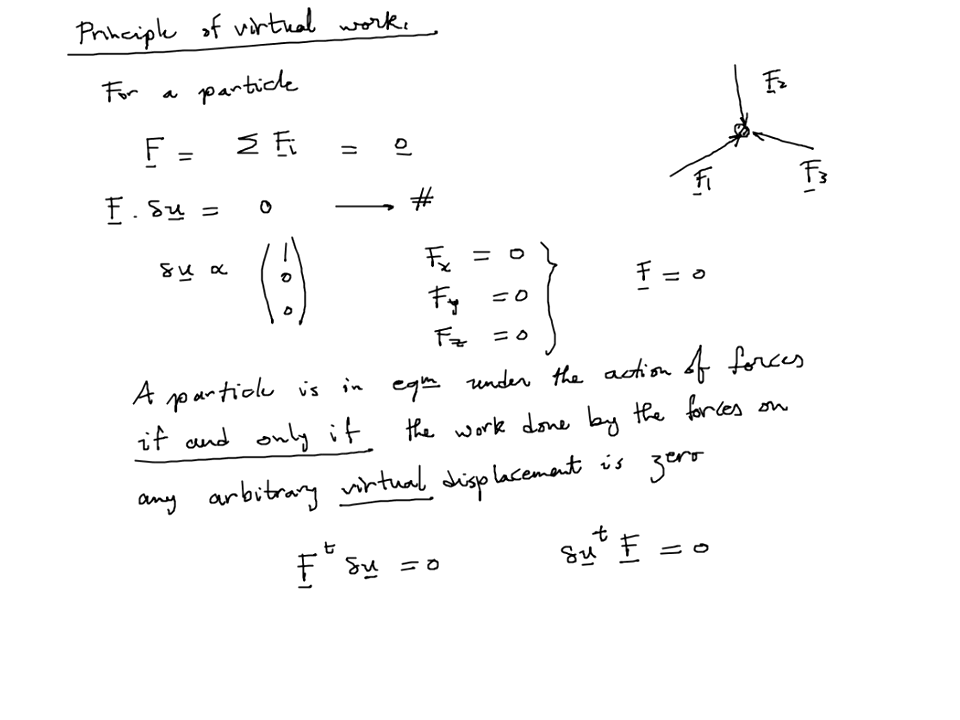 Principle of virtual work.
For a particle
F = Σ Fi = 0
F2
F1
F3
F . δu = 0 → #
δu ∝ (1 0 0)
Fx = 0
Fy = 0
Fz = 0
F = 0
A particle is in eqm under the action of forces
if and only if the work done by the forces on
any arbitrary virtual displacement is zero
F^t δu = 0 δu^t F = 0